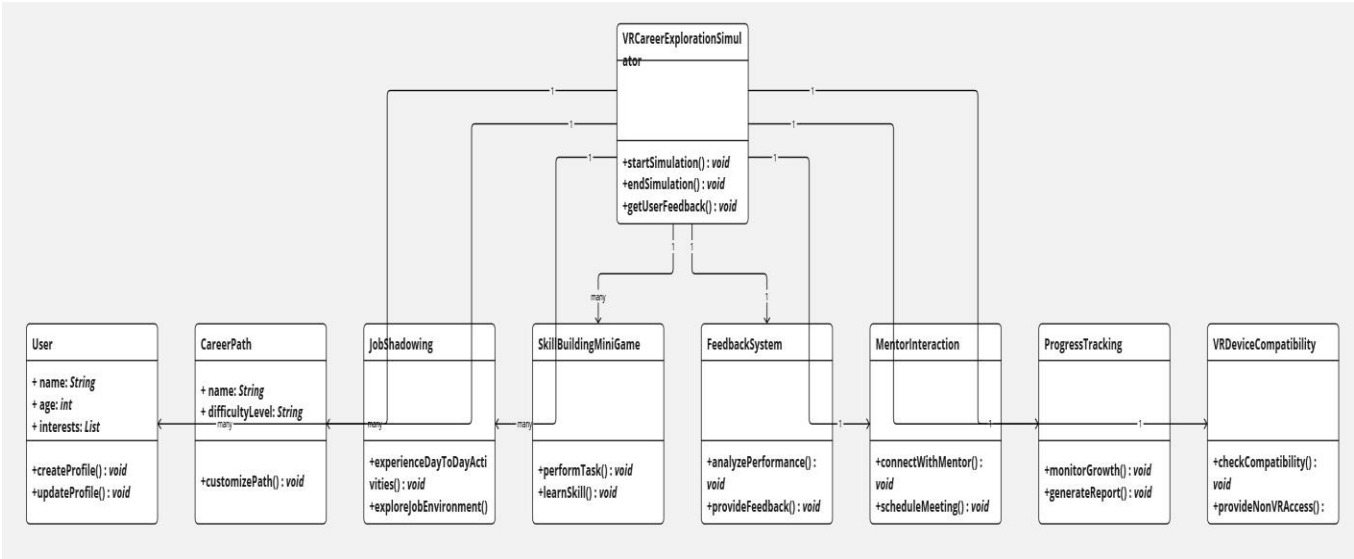 VRCareerExplorationSimul
ator
1
1
1
1
1
1
+startSimulation() : void
+endSimulation() : void
+getUserFeedback() : void
1
1
many
1
User
+ name: String
+ age: int
+ interests: List
+createProfile() : void
+updateProfile() : void
many
CareerPath
+ name: String
+ difficultyLevel: String
+customizePath() : void
many
JobShadowing
+experienceDayToDayActi
vities() : void
+exploreJobEnvironment()
many
SkillBuildingMiniGame
+performTask() : void
+learnSkill() : void
FeedbackSystem
+analyzePerformance() :
void
+provideFeedback() : void
1
MentorInteraction
+connectWithMentor() :
void
+scheduleMeeting() : void
1
ProgressTracking
+monitorGrowth() : void
+generateReport() : void
1
VRDeviceCompatibility
+checkCompatibility() :
void
+provideNonVRAccess() :